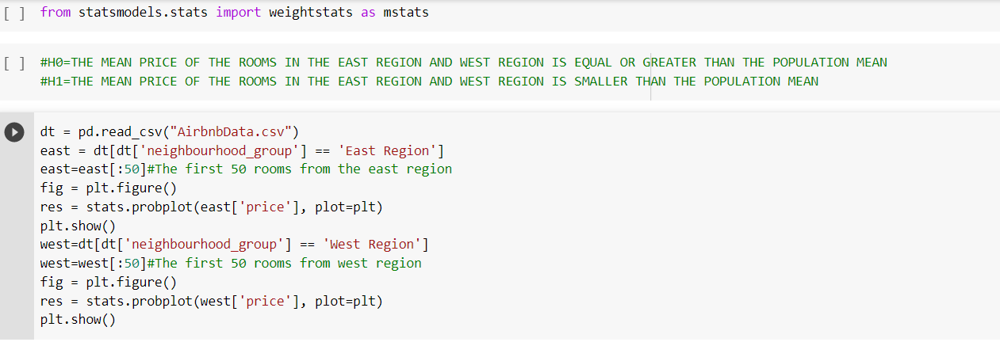 [ ] from statsmodels.stats import weightstats as mstats
[ ] #H0=THE MEAN PRICE OF THE ROOMS IN THE EAST REGION AND WEST REGION IS EQUAL OR GREATER THAN THE POPULATION MEAN
#H1=THE MEAN PRICE OF THE ROOMS IN THE EAST REGION AND WEST REGION IS SMALLER THAN THE POPULATION MEAN
dt = pd.read_csv("AirbnbData.csv")
east = dt[dt['neighbourhood_group'] == 'East Region']
east=east[:50]#The first 50 rooms from the east region
fig = plt.figure()
res = stats.probplot(east['price'], plot=plt)
plt.show()
west=dt[dt['neighbourhood_group'] == 'West Region']
west=west[:50]#The first 50 rooms from west region
fig = plt.figure()
res = stats.probplot(west['price'], plot=plt)
plt.show()